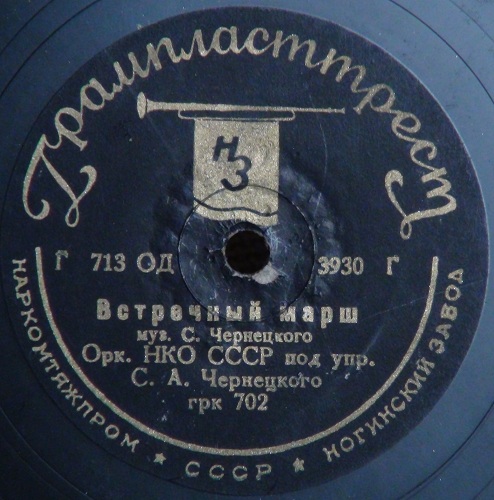 Грампласттрест
НЗ
Г 713 ОД 3930 Г
Встречный марш
муз. С. Чернецкого
Орк. НКО СССР под упр.
С. А. Чернецкого
грк 702
НАРКОМТЯЖПРОМ ★ СССР ★ НОГИНСКИЙ ЗАВОД